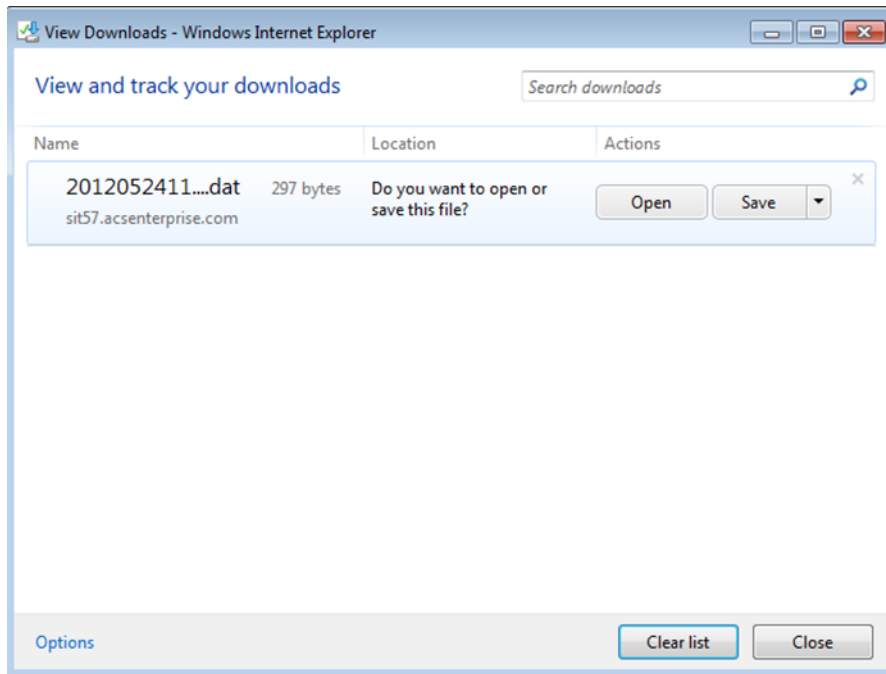 View Downloads - Windows Internet Explorer
View and track your downloads
Search downloads
Name Location Actions
2012052411....dat 297 bytes Do you want to open or save this file? Open Save
sit57.acsenterprise.com
Options Clear list Close